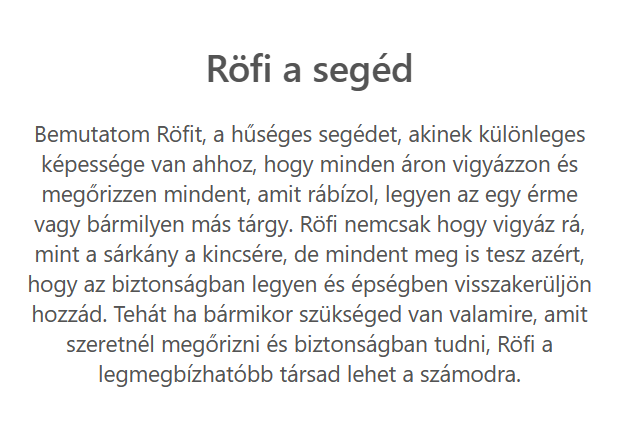 Röfi a segéd
Bemutatom Röfit, a hűséges segédet, akinek különleges
képessége van ahhoz, hogy minden áron vigyázzon és
megőrizzen mindent, amit rábízol, legyen az egy érme
vagy bármilyen más tárgy. Röfi nemcsak hogy vigyáz rá,
mint a sárkány a kincsére, de mindent meg is tesz azért,
hogy az biztonságban legyen és épségben visszakerüljön
hozzád. Tehát ha bármikor szükséged van valamire, amit
szeretnél megőrizni és biztonságban tudni, Röfi a
legmegbízhatóbb társad lehet a számodra.